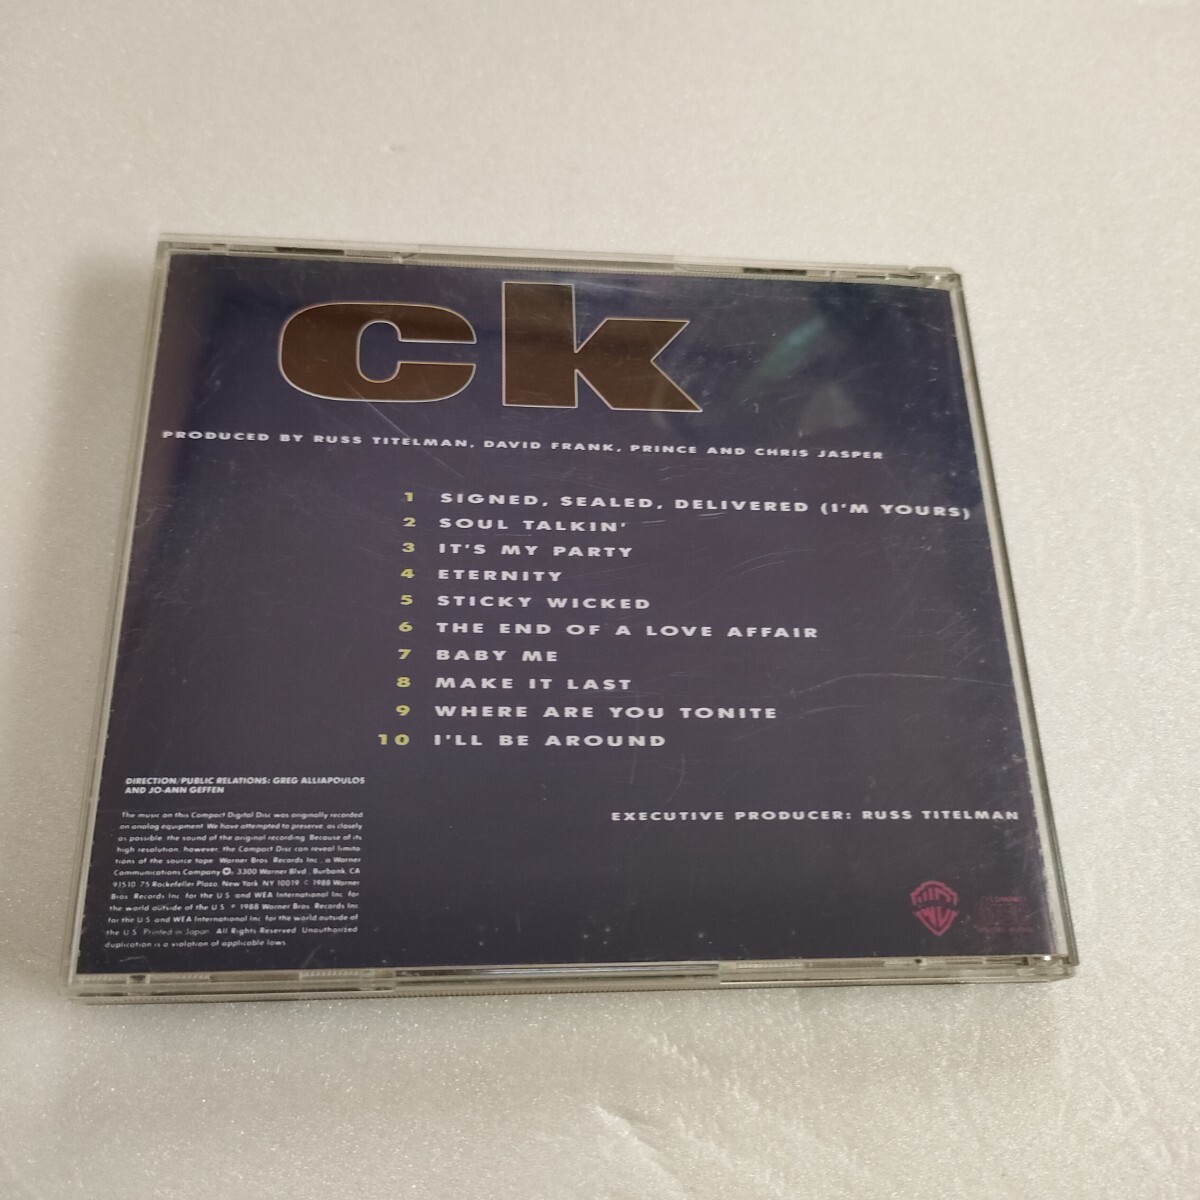 ck
PRODUCED BY RUSS TITELMAN, DAVID FRANK, PRINCE AND CHRIS JASPER
1 SIGNED, SEALED, DELIVERED (I'M YOURS)
2 SOUL TALKIN'
3 IT'S MY PARTY
4 ETERNITY
5 STICKY WICKED
6 THE END OF A LOVE AFFAIR
7 BABY ME
8 MAKE IT LAST
9 WHERE ARE YOU TONITE
10 I'LL BE AROUND
DIRECTION/PUBLIC RELATIONS: GREG ALLIAPOULOS
AND JO-ANN GEFFEN
The music on this Compact Digital Disc was originally recorded
on analog equipment. We have attempted to preserve, as closely
as possible, the sound of the original recording. Because of its
high resolution, however, the Compact Disc can reveal limita-
tions of the source tape. Warner Bros. Records Inc., a Warner
Communications Company Ⓦ, 3300 Warner Blvd., Burbank, CA
91510 75 Rockefeller Plaza, New York, NY 10019 © 1988 Warner
Bros. Records Inc. for the U.S. and WEA International Inc. for
the world outside of the U.S. ℗ 1988 Warner Bros. Records Inc.
for the U.S. and WEA International Inc. for the world outside of
the U.S. Printed in Japan. All Rights Reserved. Unauthorized
duplication is a violation of applicable laws.
EXECUTIVE PRODUCER: RUSS TITELMAN